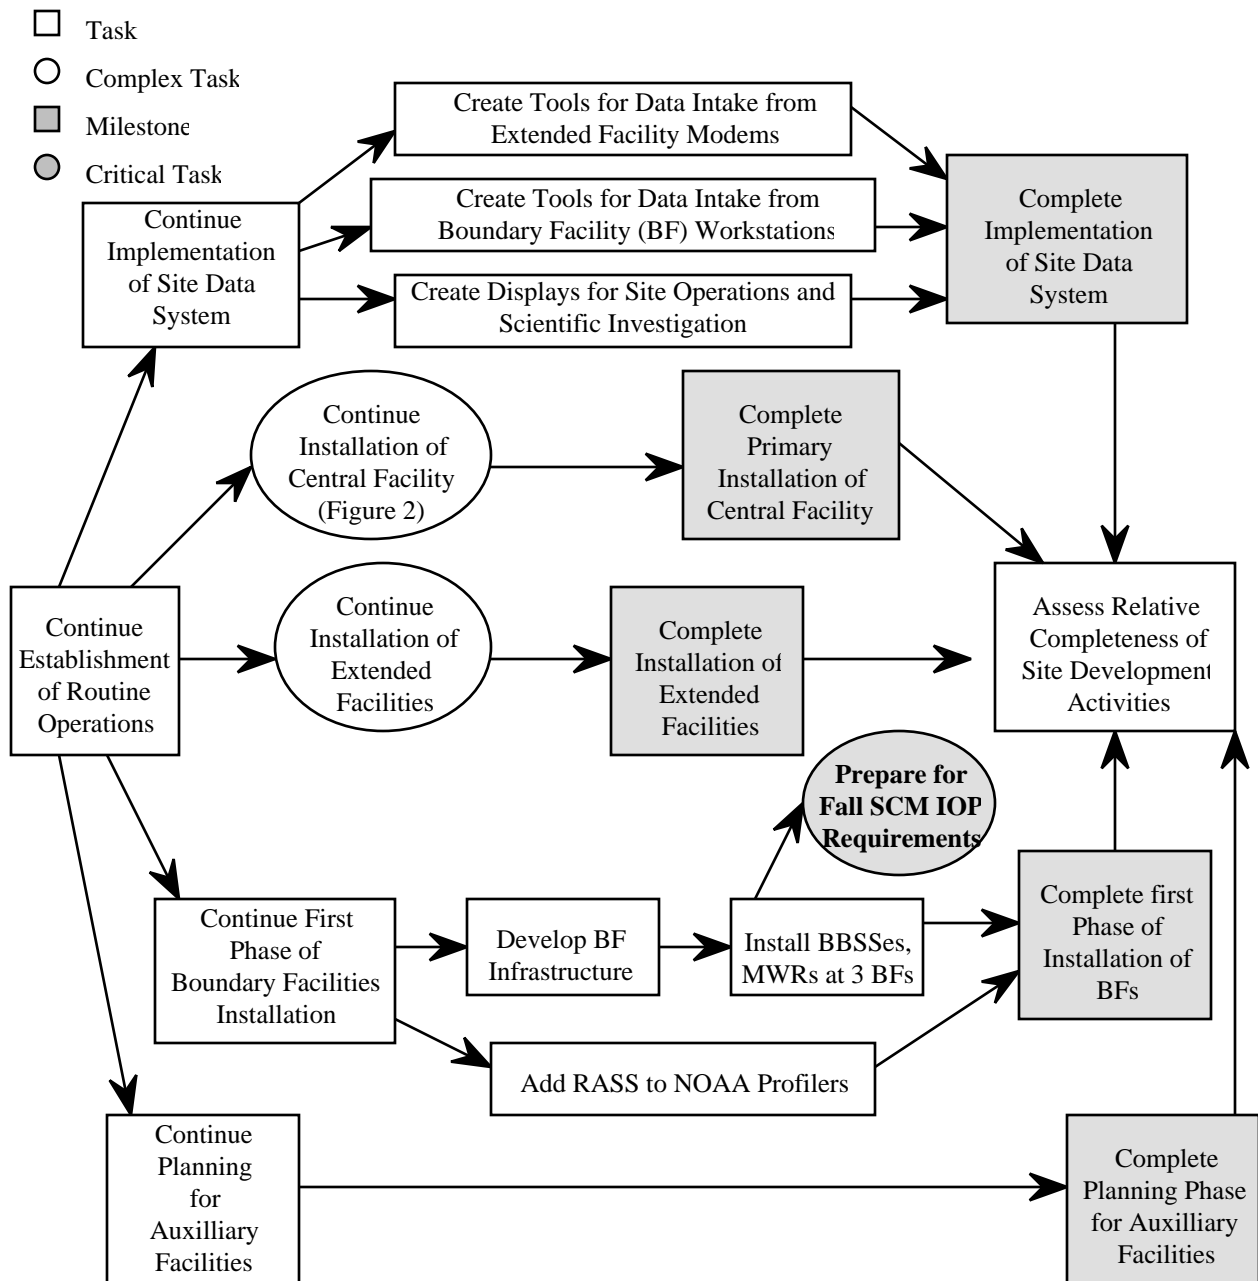 Task
Complex Task
Milestone
Critical Task
Continue
Implementation
of Site Data
System
Create Tools for Data Intake from
Extended Facility Modems
Create Tools for Data Intake from
Boundary Facility (BF) Workstations
Create Displays for Site Operations and
Scientific Investigation
Complete
Implementation
of Site Data
System
Continue
Installation of
Central Facility
(Figure 2)
Complete
Primary
Installation of
Central Facility
Continue
Establishment
of Routine
Operations
Continue
Installation of
Extended
Facilities
Complete
Installation of
Extended
Facilities
Assess Relative
Completeness of
Site Development
Activities
Prepare for
Fall SCM IOP
Requirements
Continue First
Phase of
Boundary Facilities
Installation
Develop BF
Infrastructure
Install BBSSes,
MWRs at 3 BFs
Complete first
Phase of
Installation of
BFs
Add RASS to NOAA Profilers
Continue
Planning
for
Auxilliary
Facilities
Complete
Planning Phase
for Auxilliary
Facilities